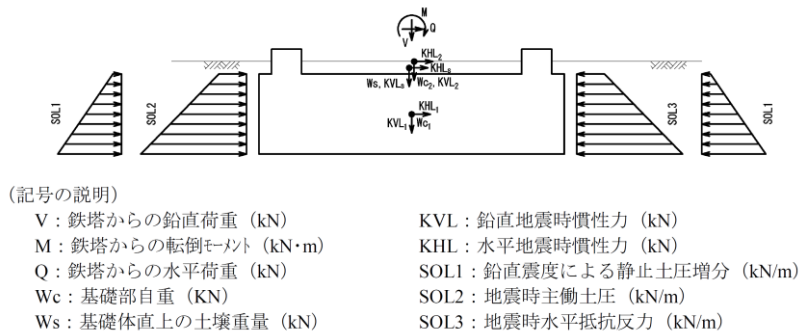 M
Q
V
KHL2
KHLs
Ws, KVLs
Wc2, KVL2
KHL1
KVL1
Wc1
SOL1
SOL2
SOL3
SOL1
(記号の説明)
V：鉄塔からの鉛直荷重（kN）
M：鉄塔からの転倒モーメント（kN・m）
Q：鉄塔からの水平荷重（kN）
Wc：基礎部自重（KN）
Ws：基礎体直上の土壌重量（kN）
KVL：鉛直地震時慣性力（kN）
KHL：水平地震時慣性力（kN）
SOL1：鉛直震度による静止土圧増分（kN/m）
SOL2：地震時主働土圧（kN/m）
SOL3：地震時水平抵抗反力（kN/m）